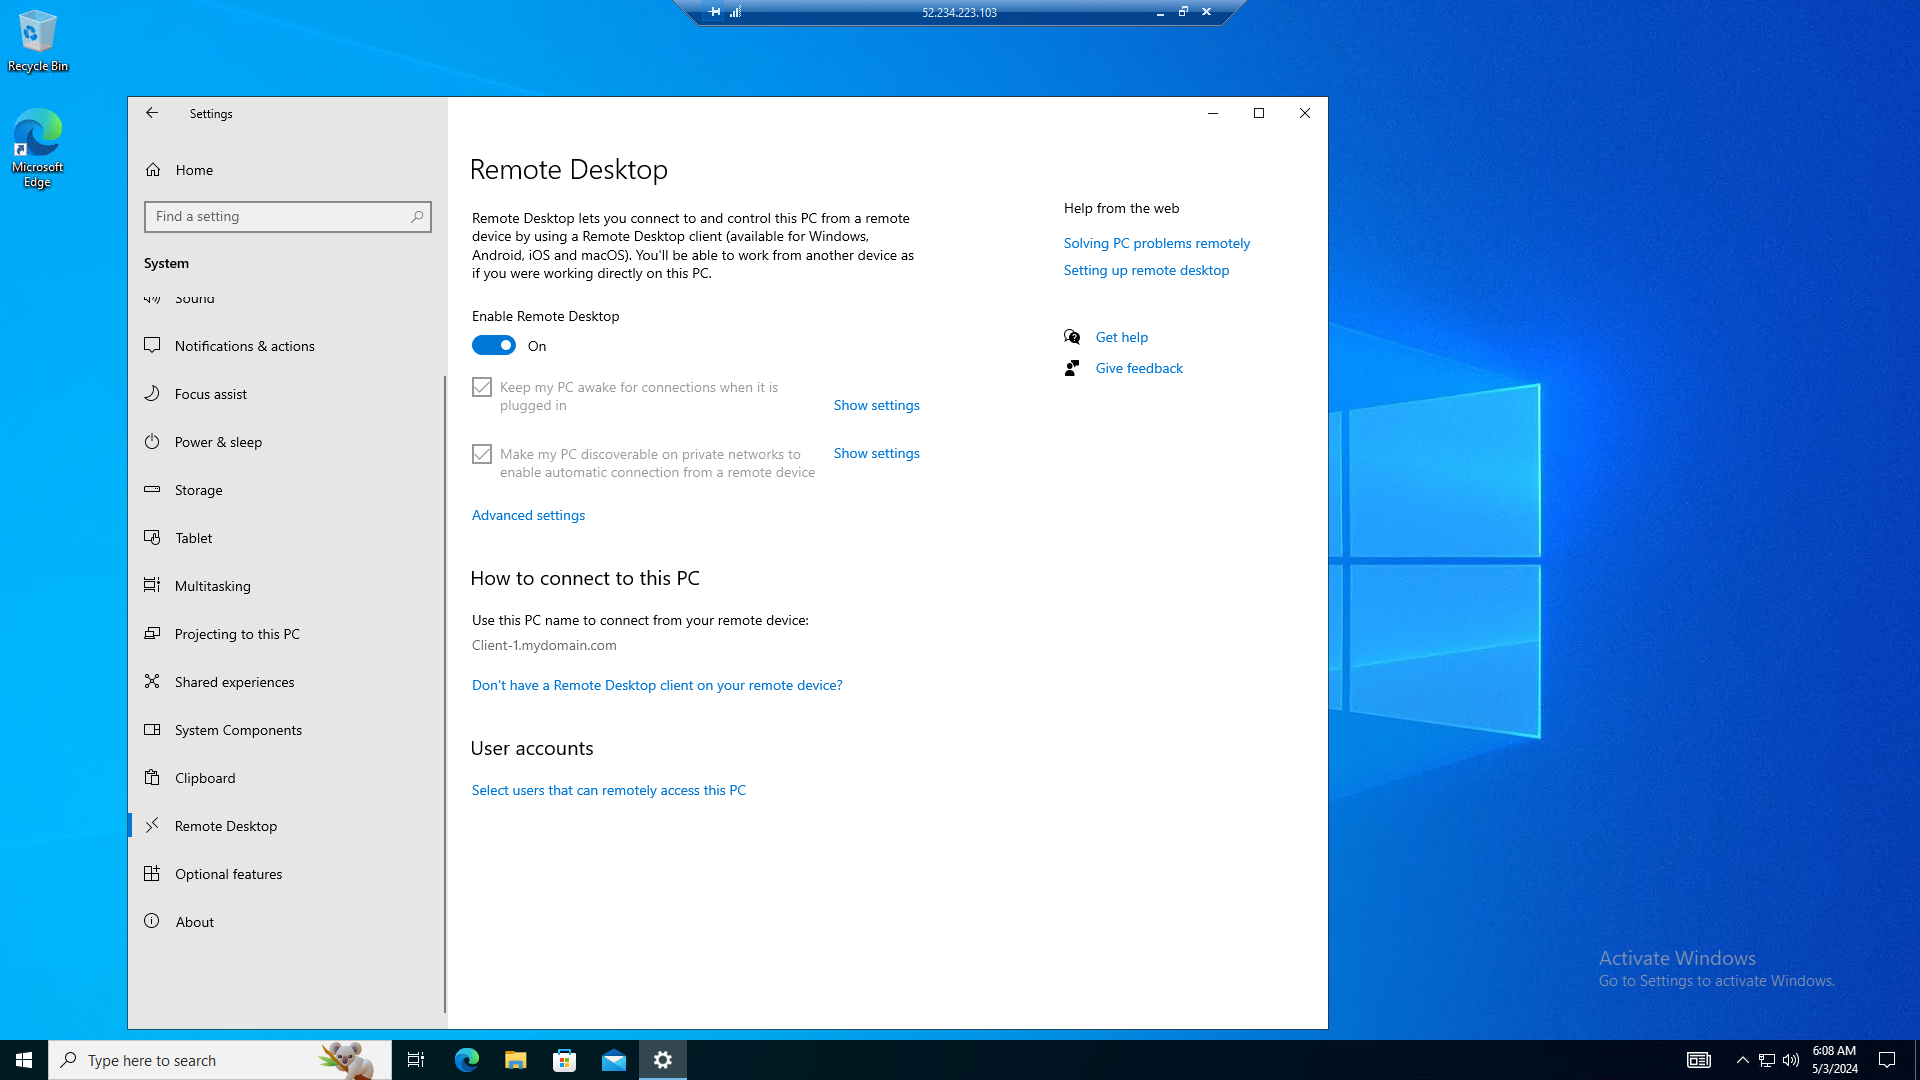 52.234.223.103
Recycle Bin
Microsoft
Edge
Settings
Home
Find a setting
System
Sound
Notifications & actions
Focus assist
Power & sleep
Storage
Tablet
Multitasking
Projecting to this PC
Shared experiences
System Components
Clipboard
Remote Desktop
Optional features
About
Remote Desktop
Remote Desktop lets you connect to and control this PC from a remote
device by using a Remote Desktop client (available for Windows,
Android, iOS and macOS). You'll be able to work from another device as
if you were working directly on this PC.
Enable Remote Desktop
On
Keep my PC awake for connections when it is
plugged in
Show settings
Make my PC discoverable on private networks to
enable automatic connection from a remote device
Show settings
Advanced settings
How to connect to this PC
Use this PC name to connect from your remote device:
Client-1.mydomain.com
Don't have a Remote Desktop client on your remote device?
User accounts
Select users that can remotely access this PC
Help from the web
Solving PC problems remotely
Setting up remote desktop
Get help
Give feedback
Activate Windows
Go to Settings to activate Windows.
Type here to search
6:08 AM
5/3/2024